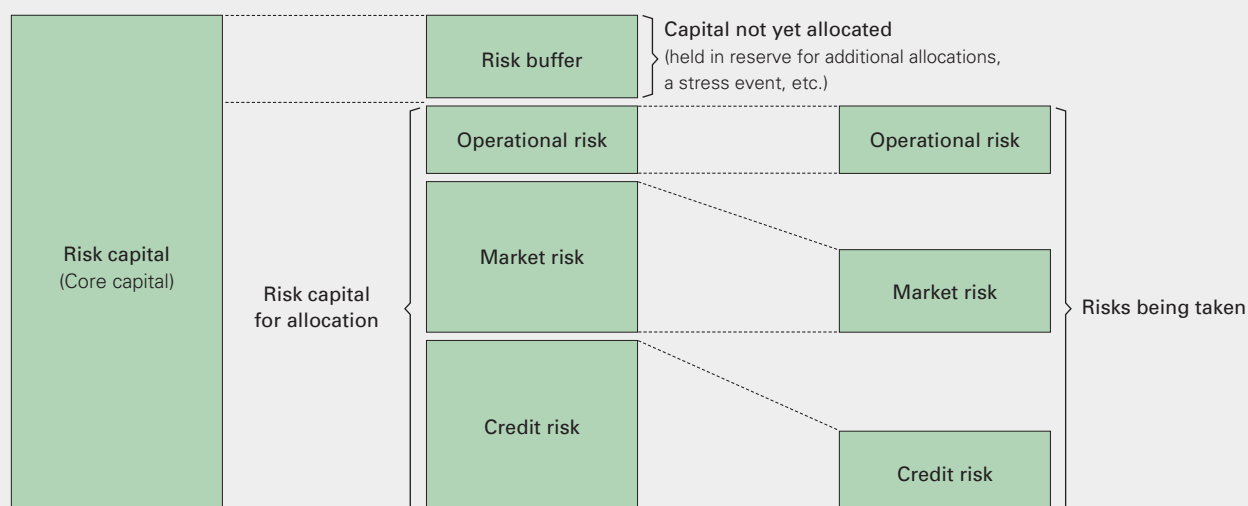 Risk buffer
Capital not yet allocated
(held in reserve for additional allocations,
a stress event, etc.)
Operational risk
Operational risk
Risk capital
(Core capital)
Risk capital
for allocation
Market risk
Market risk
Risks being taken
Credit risk
Credit risk